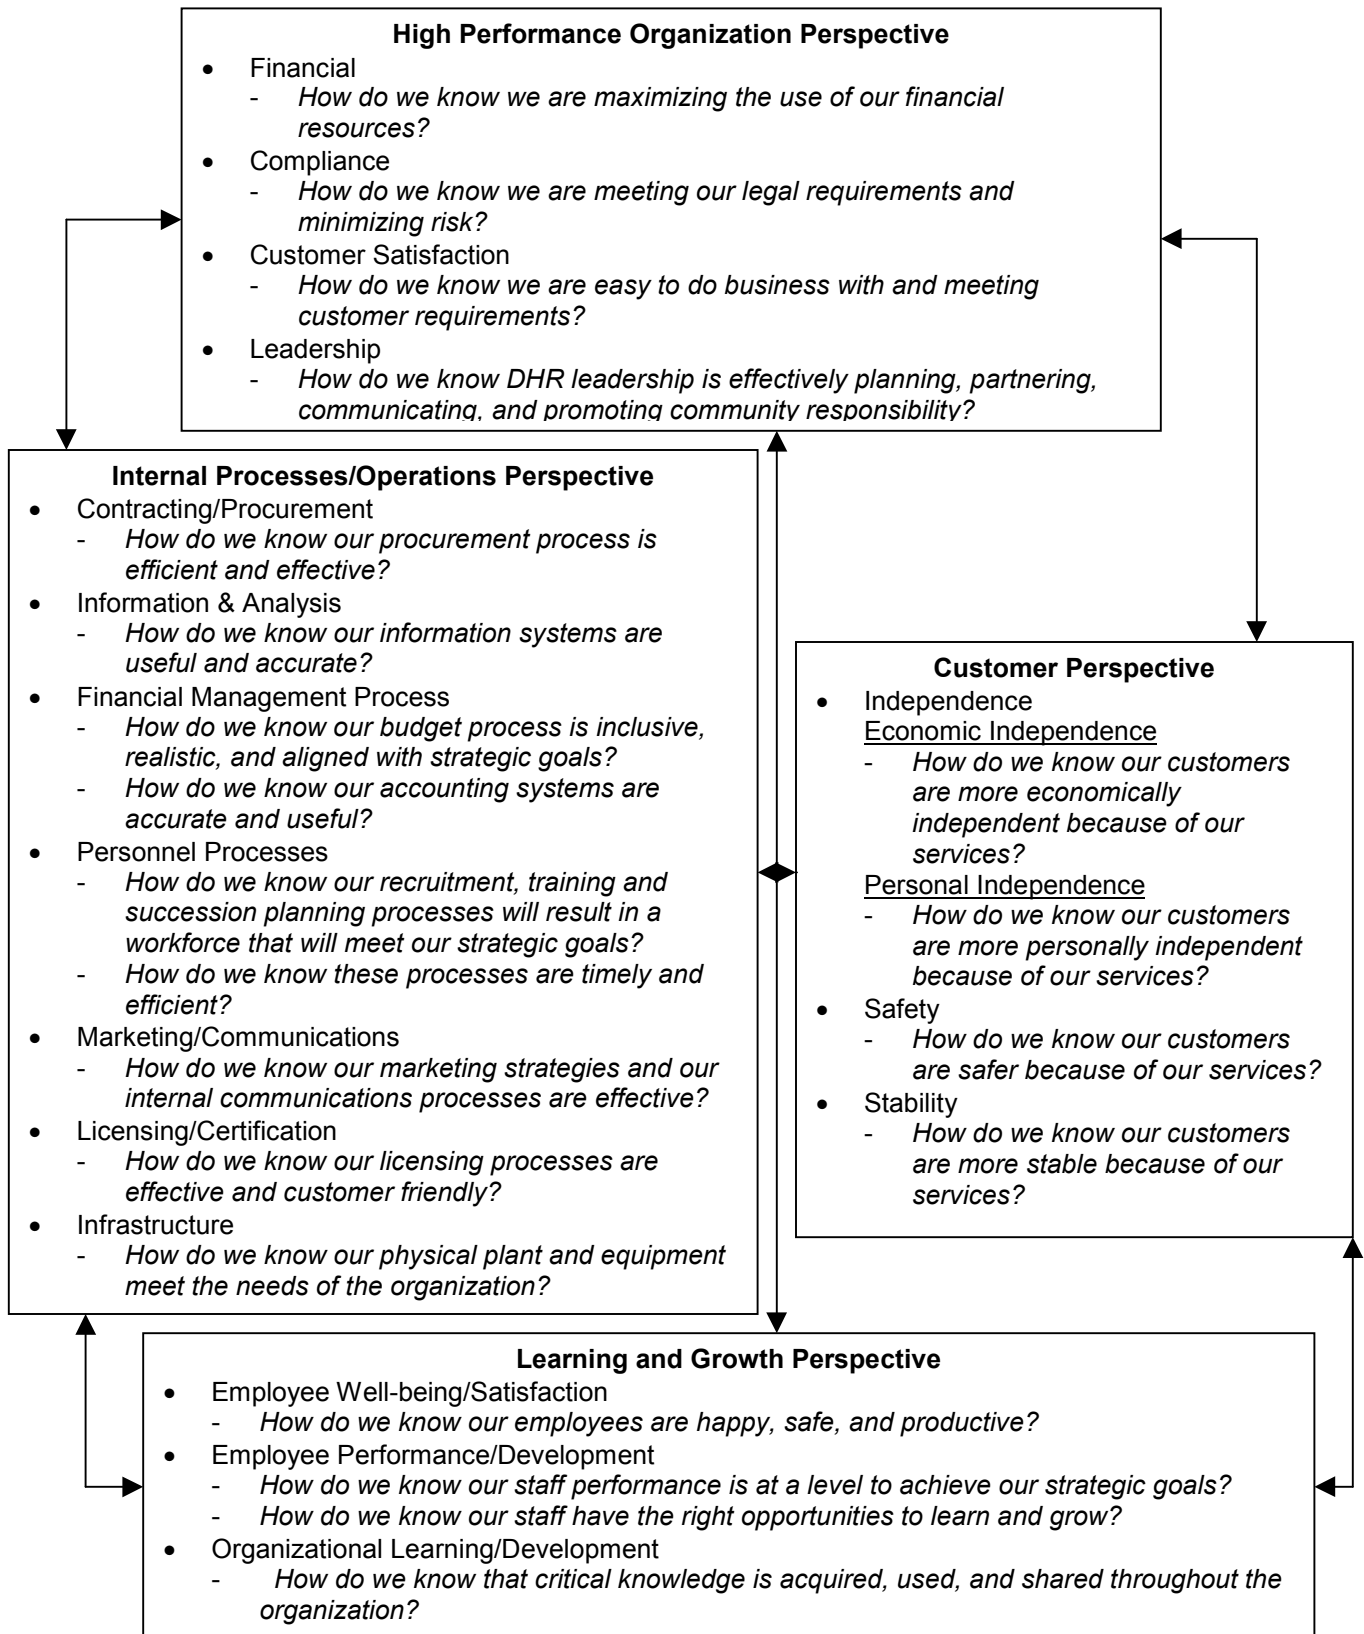 High Performance Organization Perspective
• Financial
- How do we know we are maximizing the use of our financial
resources?
• Compliance
- How do we know we are meeting our legal requirements and
minimizing risk?
• Customer Satisfaction
- How do we know we are easy to do business with and meeting
customer requirements?
• Leadership
- How do we know DHR leadership is effectively planning, partnering,
communicating, and promoting community responsibility?
Internal Processes/Operations Perspective
• Contracting/Procurement
- How do we know our procurement process is
efficient and effective?
• Information & Analysis
- How do we know our information systems are
useful and accurate?
• Financial Management Process
- How do we know our budget process is inclusive,
realistic, and aligned with strategic goals?
- How do we know our accounting systems are
accurate and useful?
• Personnel Processes
- How do we know our recruitment, training and
succession planning processes will result in a
workforce that will meet our strategic goals?
- How do we know these processes are timely and
efficient?
• Marketing/Communications
- How do we know our marketing strategies and our
internal communications processes are effective?
• Licensing/Certification
- How do we know our licensing processes are
effective and customer friendly?
• Infrastructure
- How do we know our physical plant and equipment
meet the needs of the organization?
Customer Perspective
• Independence
Economic Independence
- How do we know our customers
are more economically
independent because of our
services?
Personal Independence
- How do we know our customers
are more personally independent
because of our services?
• Safety
- How do we know our customers
are safer because of our services?
• Stability
- How do we know our customers
are more stable because of our
services?
Learning and Growth Perspective
• Employee Well-being/Satisfaction
- How do we know our employees are happy, safe, and productive?
• Employee Performance/Development
- How do we know our staff performance is at a level to achieve our strategic goals?
- How do we know our staff have the right opportunities to learn and grow?
• Organizational Learning/Development
- How do we know that critical knowledge is acquired, used, and shared throughout the
organization?